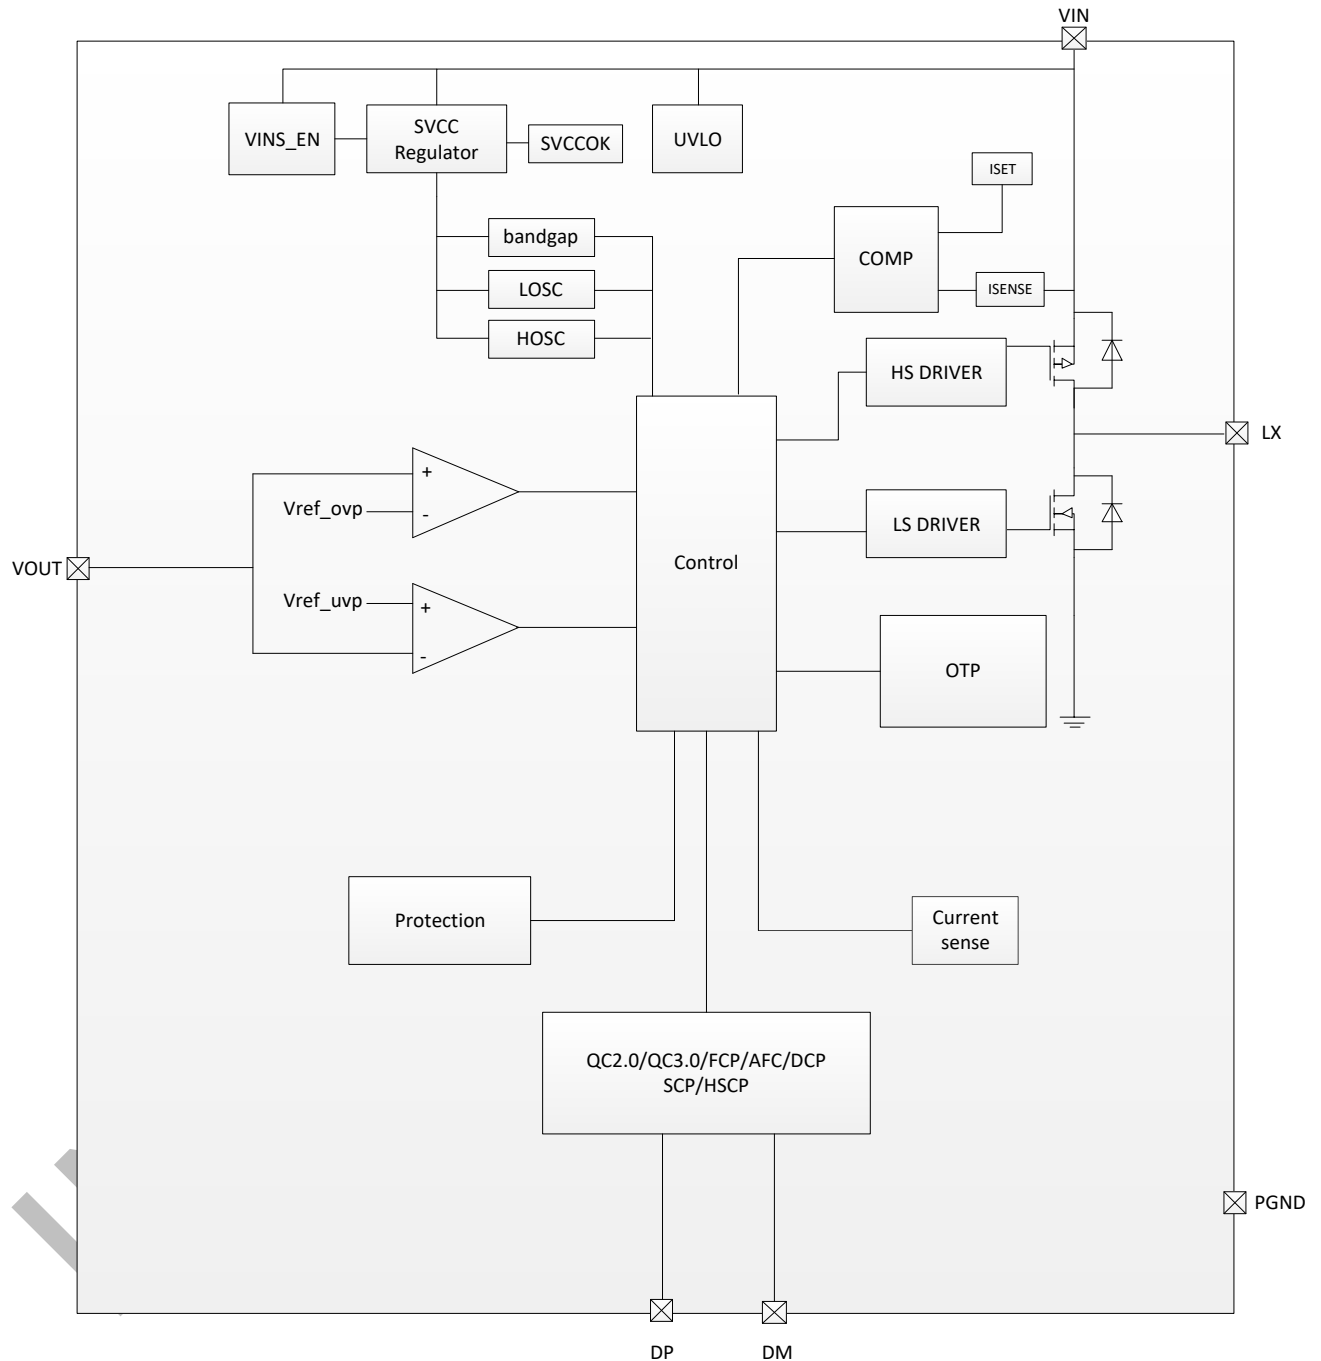 VIN
VINS_EN
SVCC
Regulator
SVCCOK
UVLO
ISET
bandgap
COMP
LOSC
ISENSE
HOSC
HS DRIVER
LX
+
Vref_ovp
-
LS DRIVER
Control
VOUT
Vref_uvp
+
-
OTP
Protection
Current
sense
QC2.0/QC3.0/FCP/AFC/DCP
SCP/HSCP
PGND
DP
DM